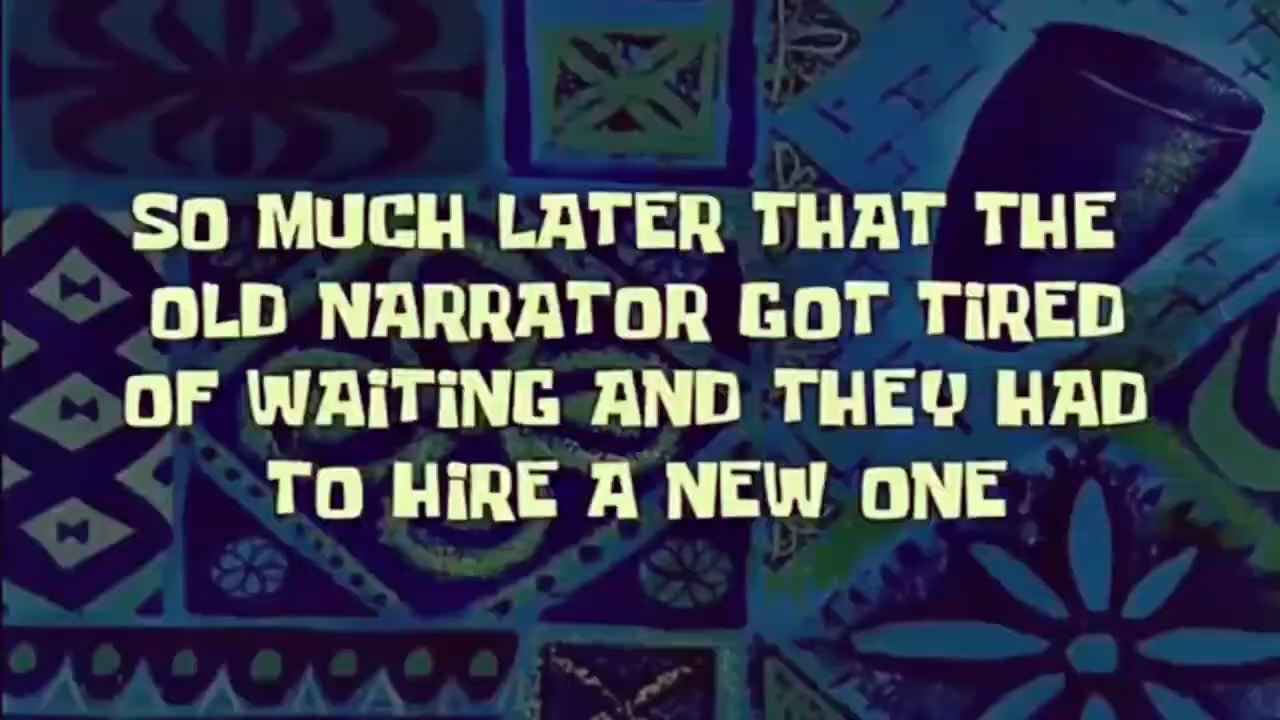 SO MUCH LATER THAT THE
OLD NARRATOR GOT TiRED
OF WAiTiNG AND THEY HAD
TO HiRE A NEW ONE